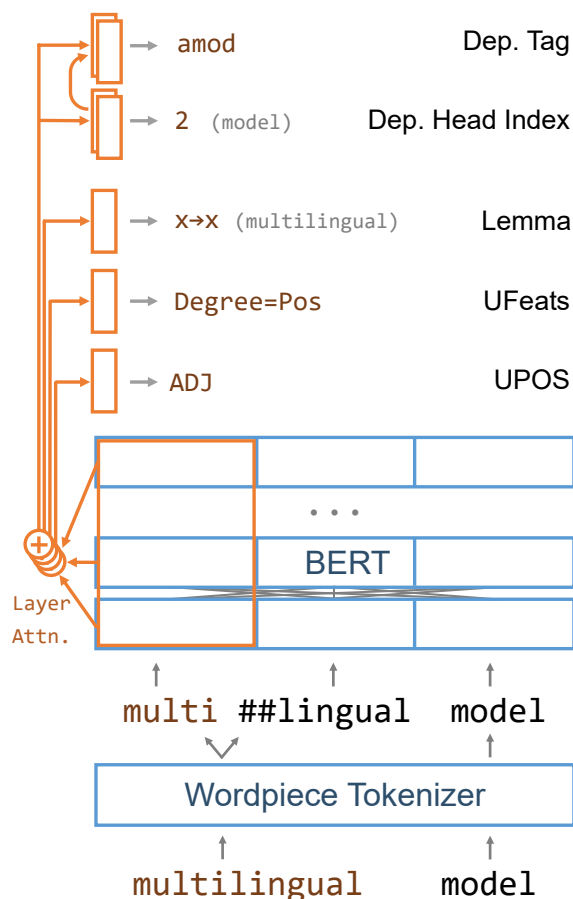 amod Dep. Tag
2 (model) Dep. Head Index
x→x (multilingual) Lemma
Degree=Pos UFeats
ADJ UPOS
. . .
+ BERT
Layer
Attn.
multi ##lingual model
Wordpiece Tokenizer
multilingual model